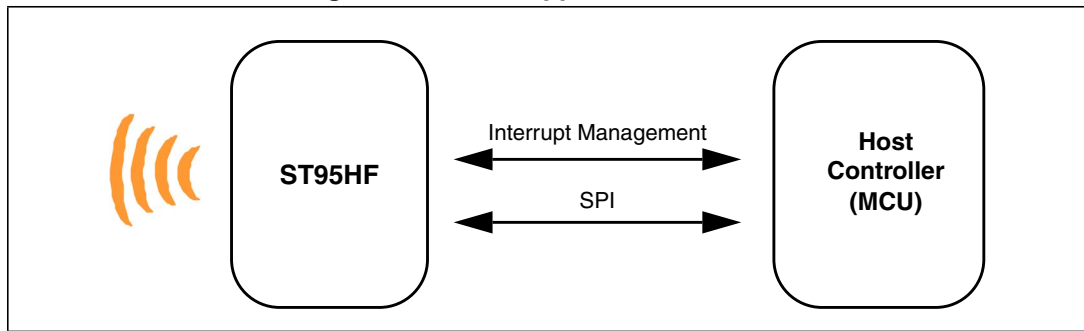 ST95HF
Interrupt Management
SPI
Host
Controller
(MCU)